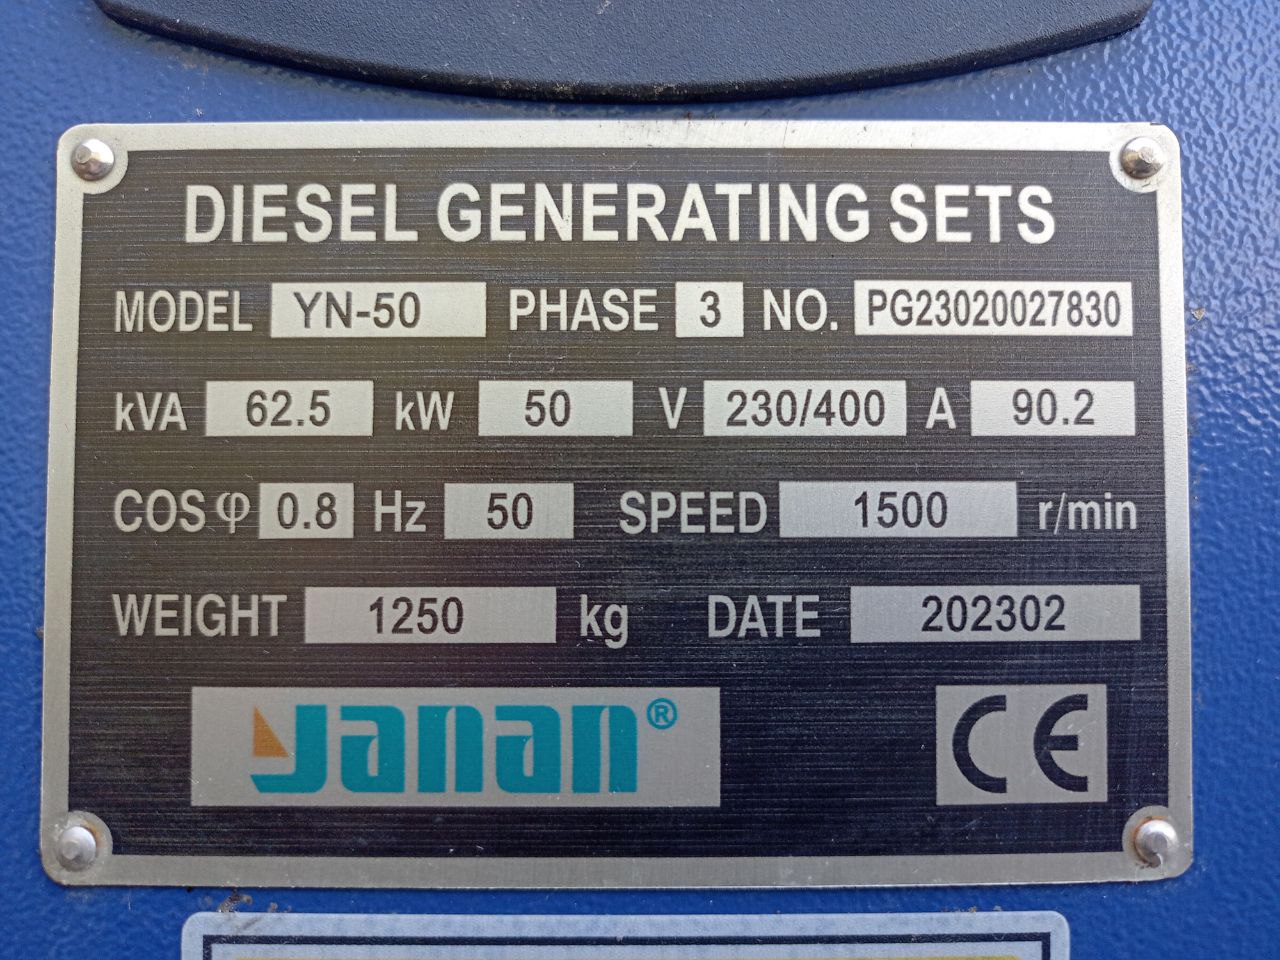 DIESEL GENERATING SETS
MODEL YN-50 PHASE 3 NO. PG23020027830
kVA 62.5 kW 50 V 230/400 A 90.2
COS φ 0.8 Hz 50 SPEED 1500 r/min
WEIGHT 1250 kg DATE 202302
Janan® CE